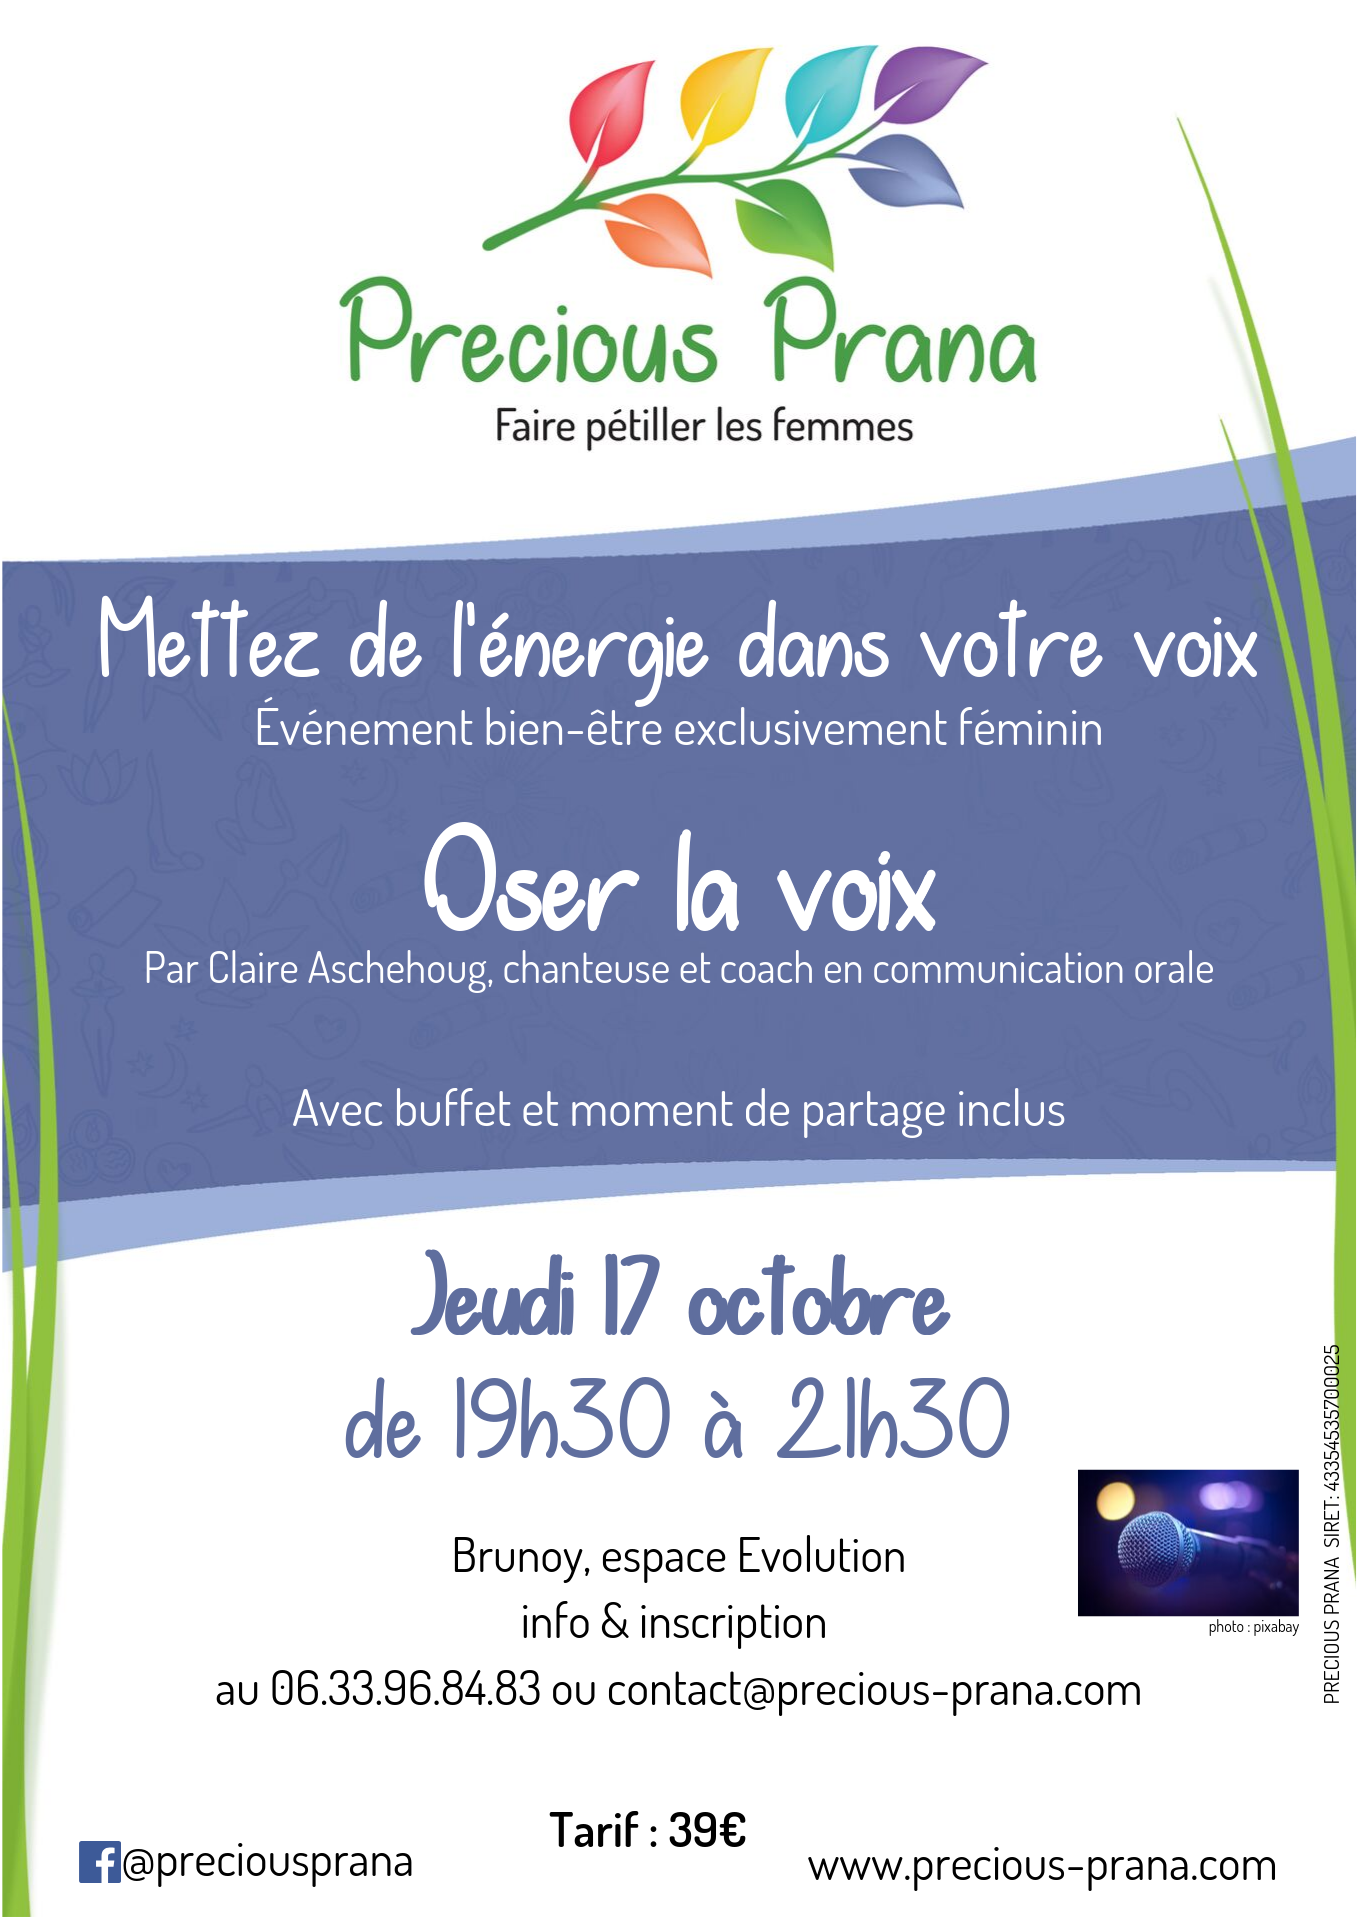 Precious Prana
Faire pétiller les femmes
Mettez de l'énergie dans votre voix
Événement bien-être exclusivement féminin
Oser la voix
Par Claire Aschehoug, chanteuse et coach en communication orale
Avec buffet et moment de partage inclus
Jeudi 17 octobre
de 19h30 à 21h30
Brunoy, espace Evolution
info & inscription
au 06.33.96.84.83 ou contact@precious-prana.com
photo : pixabay
PRECIOUS PRANA SIRET: 43354535700025
Tarif : 39€
@preciousprana
www.precious-prana.com